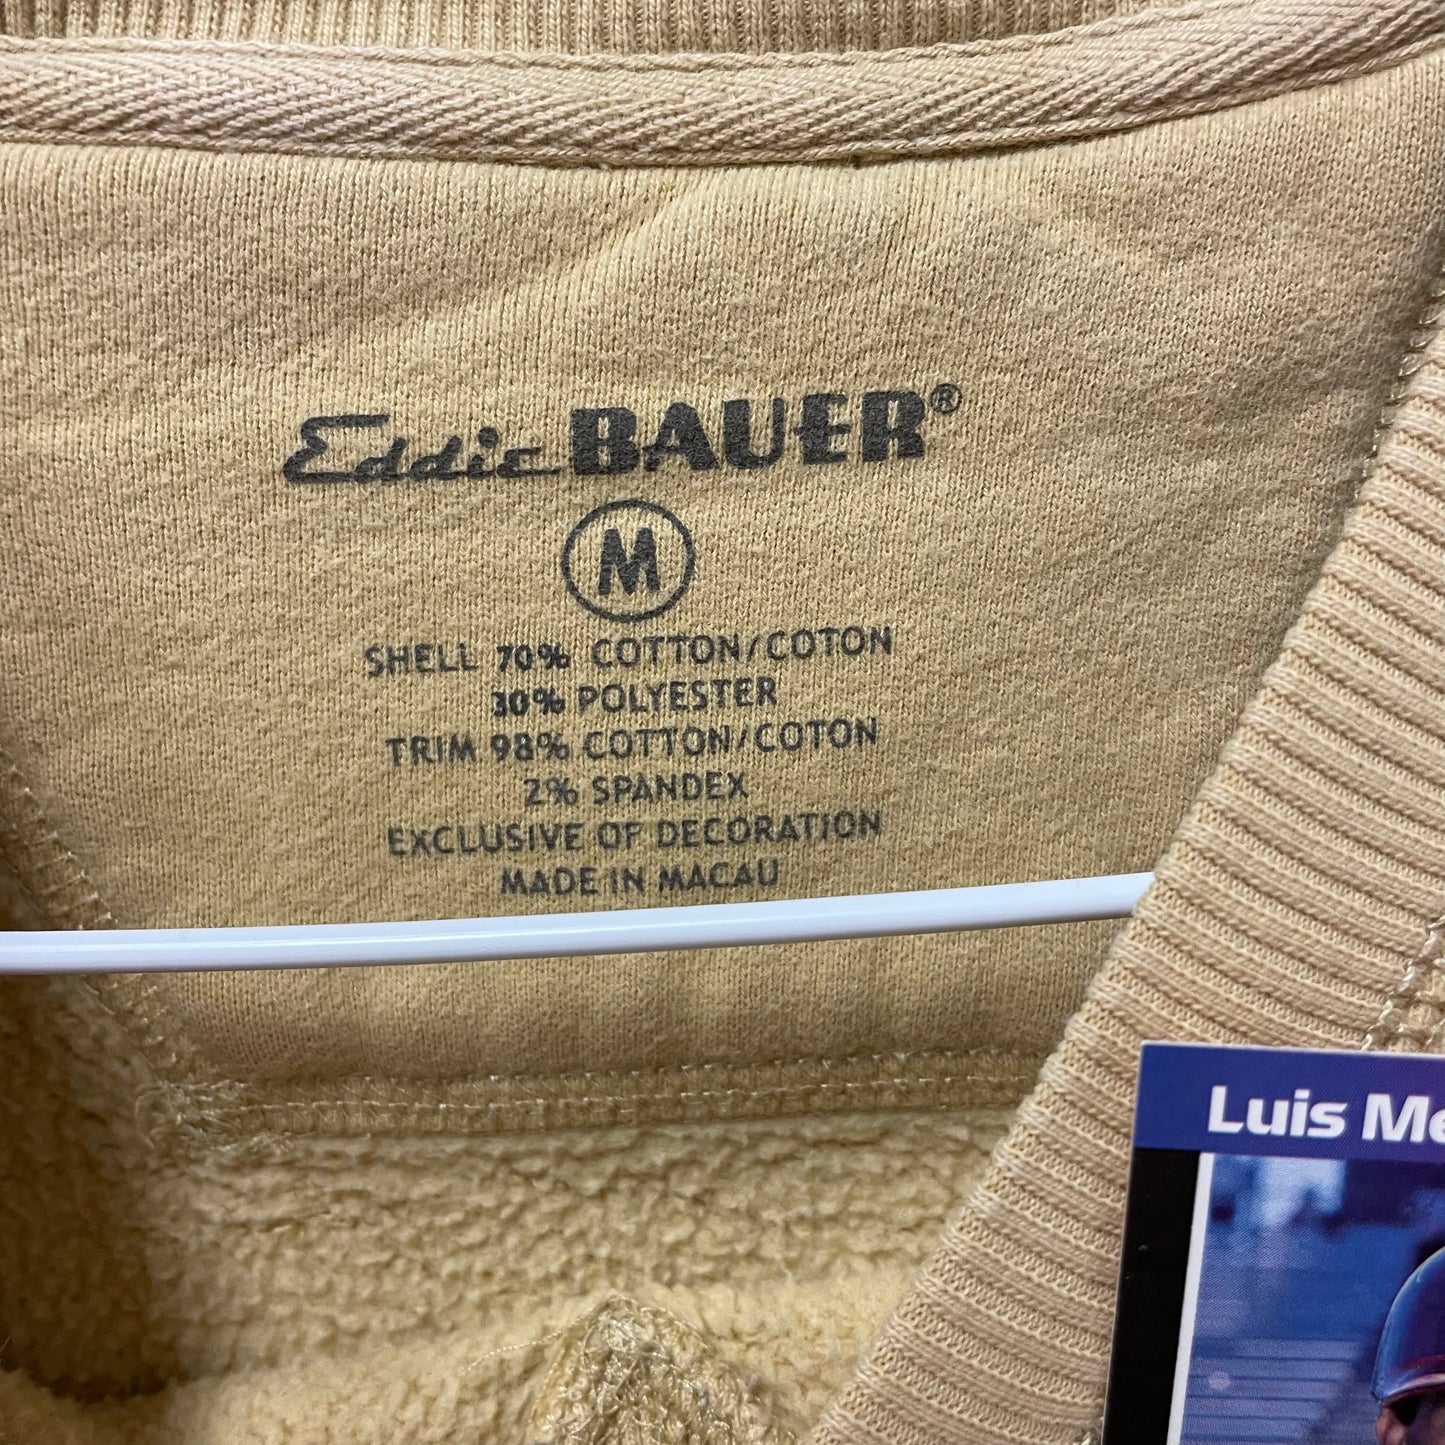 Eddie BAUER®
M
SHELL 70% COTTON/COTON
30% POLYESTER
TRIM 98% COTTON/COTON
2% SPANDEX
EXCLUSIVE OF DECORATION
MADE IN MACAU
Luis Me